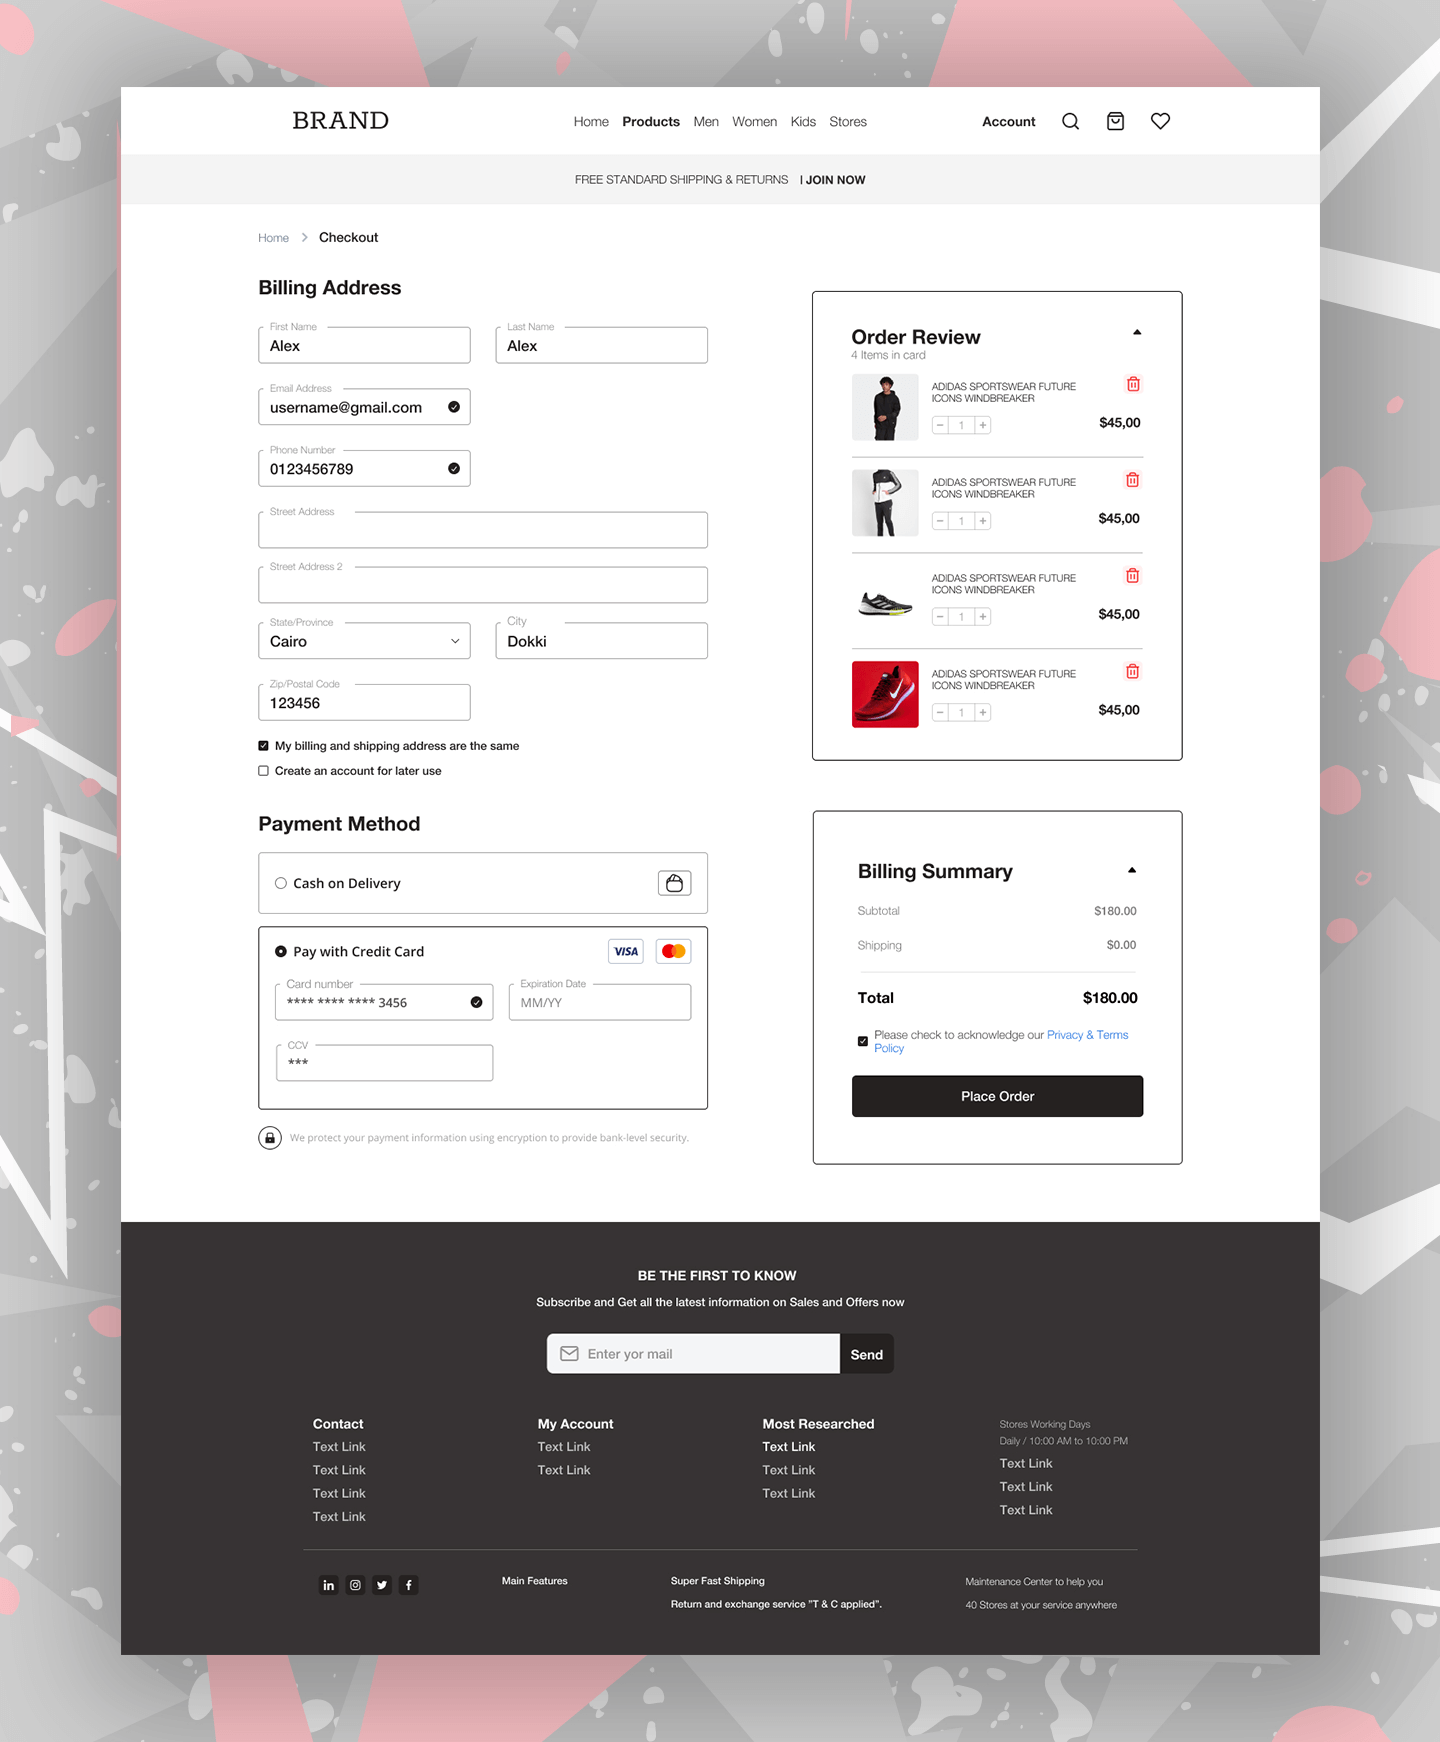 BRAND
Home Products Men Women Kids Stores
Account
FREE STANDARD SHIPPING & RETURNS | JOIN NOW
Home > Checkout
Billing Address
First Name
Alex
Last Name
Alex
Email Address
username@gmail.com
Phone Number
0123456789
Street Address
Street Address 2
State/Province
Cairo
City
Dokki
Zip/Postal Code
123456
My billing and shipping address are the same
Create an account for later use
Payment Method
Cash on Delivery
Pay with Credit Card
VISA
Card number
**** **** **** 3456
Expiration Date
MM/YY
CCV
***
We protect your payment information using encryption to provide bank-level security.
Order Review
4 Items in card
ADIDAS SPORTSWEAR FUTURE
ICONS WINDBREAKER
- 1 +
$45,00
ADIDAS SPORTSWEAR FUTURE
ICONS WINDBREAKER
- 1 +
$45,00
ADIDAS SPORTSWEAR FUTURE
ICONS WINDBREAKER
- 1 +
$45,00
ADIDAS SPORTSWEAR FUTURE
ICONS WINDBREAKER
- 1 +
$45,00
Billing Summary
Subtotal $180.00
Shipping $0.00
Total $180.00
Please check to acknowledge our Privacy & Terms
Policy
Place Order
BE THE FIRST TO KNOW
Subscribe and Get all the latest information on Sales and Offers now
Enter yor mail
Send
Contact
Text Link
Text Link
Text Link
Text Link
My Account
Text Link
Text Link
Most Researched
Text Link
Text Link
Text Link
Stores Working Days
Daily / 10:00 AM to 10:00 PM
Text Link
Text Link
Text Link
Main Features
Super Fast Shipping
Return and exchange service "T & C applied".
Maintenance Center to help you
40 Stores at your service anywhere